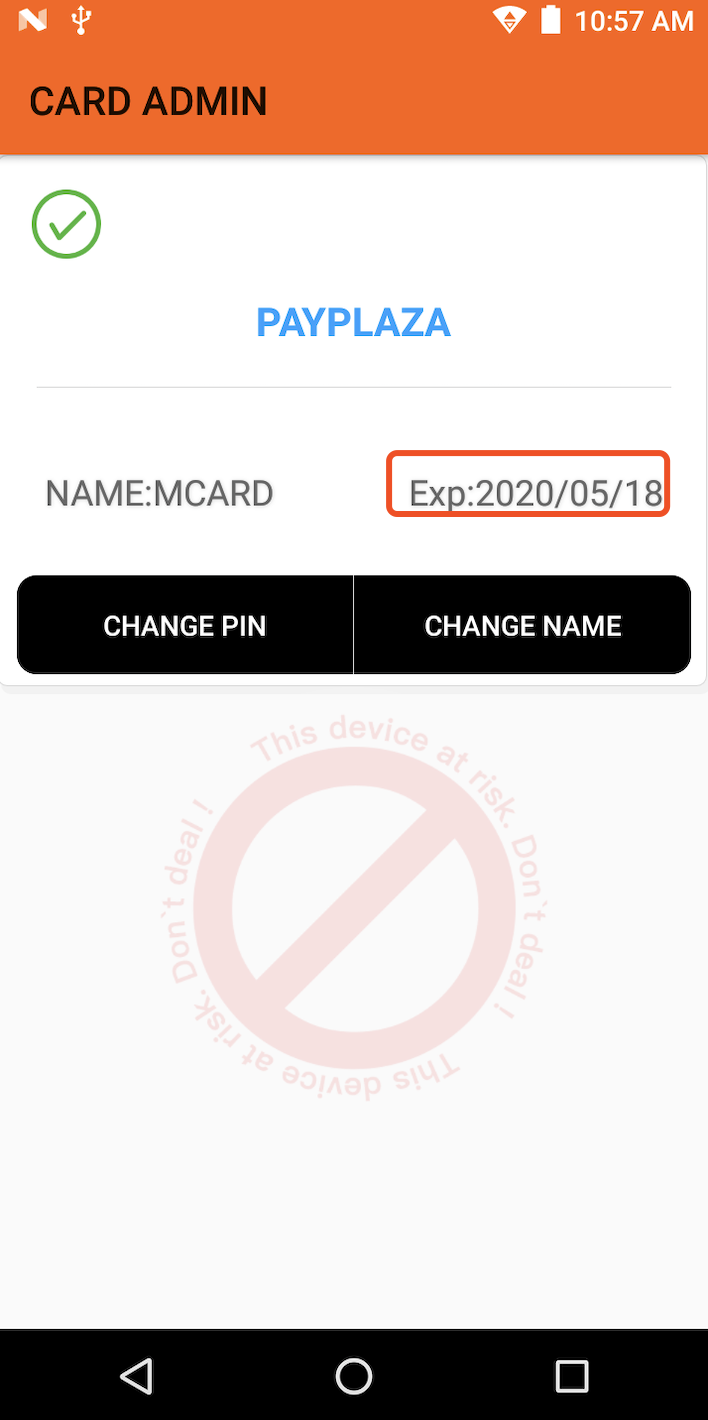 10:57 AM
CARD ADMIN
PAYPLAZA
NAME:MCARD
Exp:2020/05/18
CHANGE PIN
CHANGE NAME
This device at risk. Don`t deal !
This device at risk. Don`t deal !